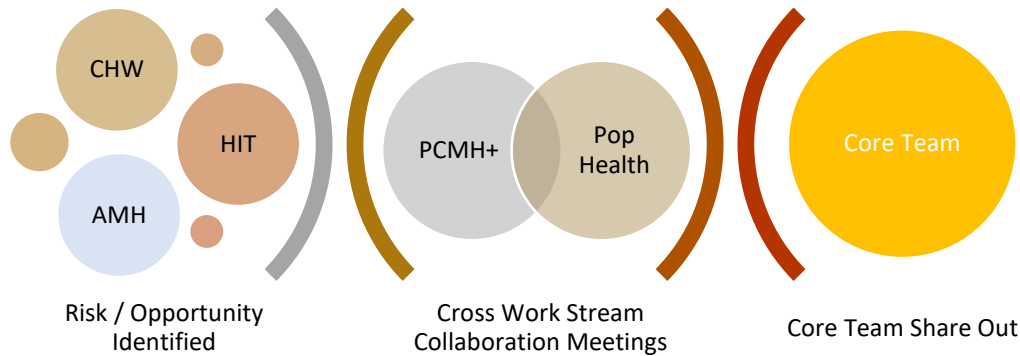 CHW
HIT
AMH
Risk / Opportunity
Identified
PCMH+
Pop
Health
Cross Work Stream
Collaboration Meetings
Core Team
Core Team Share Out